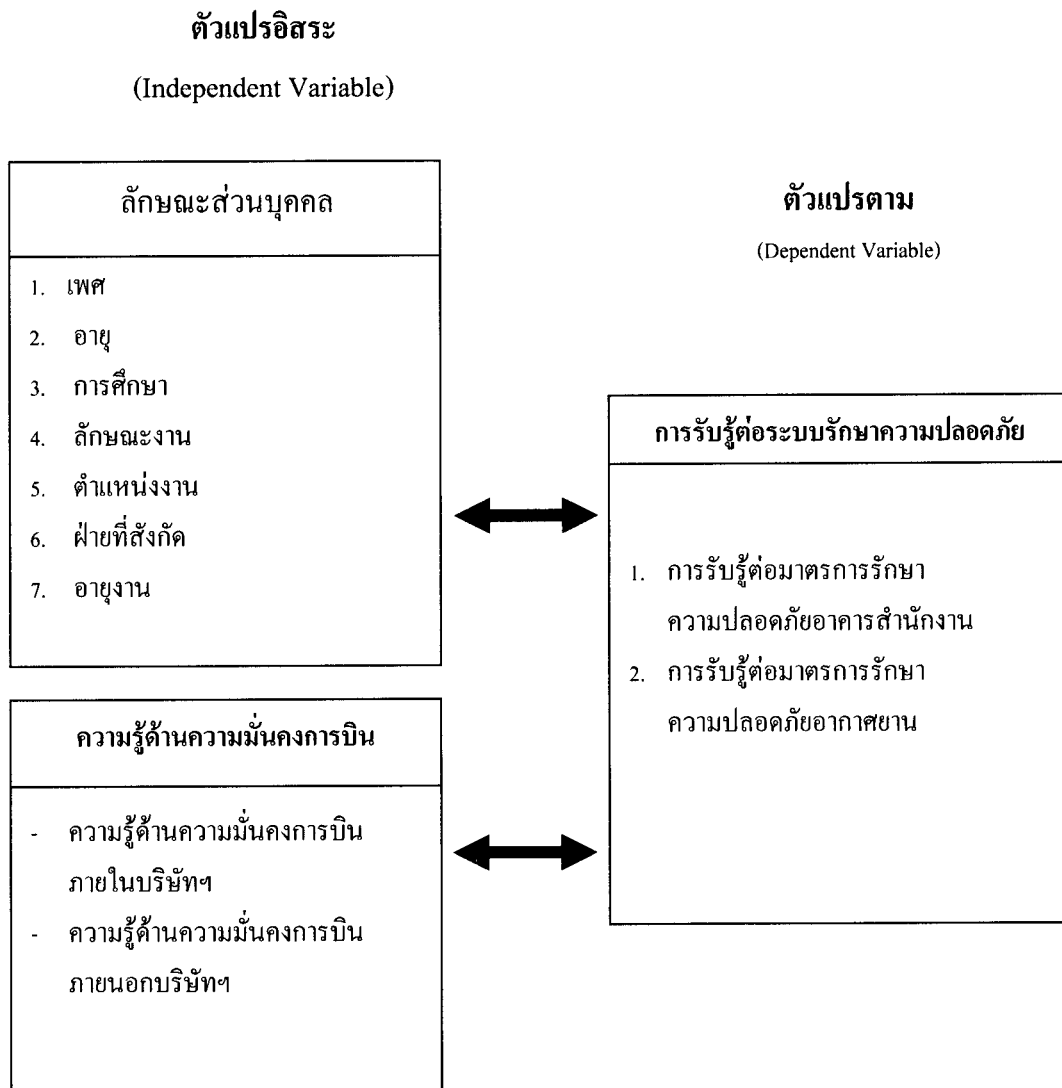 ตัวแปรอิสระ
(Independent Variable)
ลักษณะส่วนบุคคล
1. เพศ
2. อายุ
3. การศึกษา
4. ลักษณะงาน
5. ตำแหน่งงาน
6. ฝ่ายที่สังกัด
7. อายุงาน
ความรู้ด้านความมั่นคงการบิน
- ความรู้ด้านความมั่นคงการบิน
ภายในบริษัทฯ
- ความรู้ด้านความมั่นคงการบิน
ภายนอกบริษัทฯ
ตัวแปรตาม
(Dependent Variable)
การรับรู้ต่อระบบรักษาความปลอดภัย
1. การรับรู้ต่อมาตรการรักษา
ความปลอดภัยอาคารสำนักงาน
2. การรับรู้ต่อมาตรการรักษา
ความปลอดภัยอากาศยาน